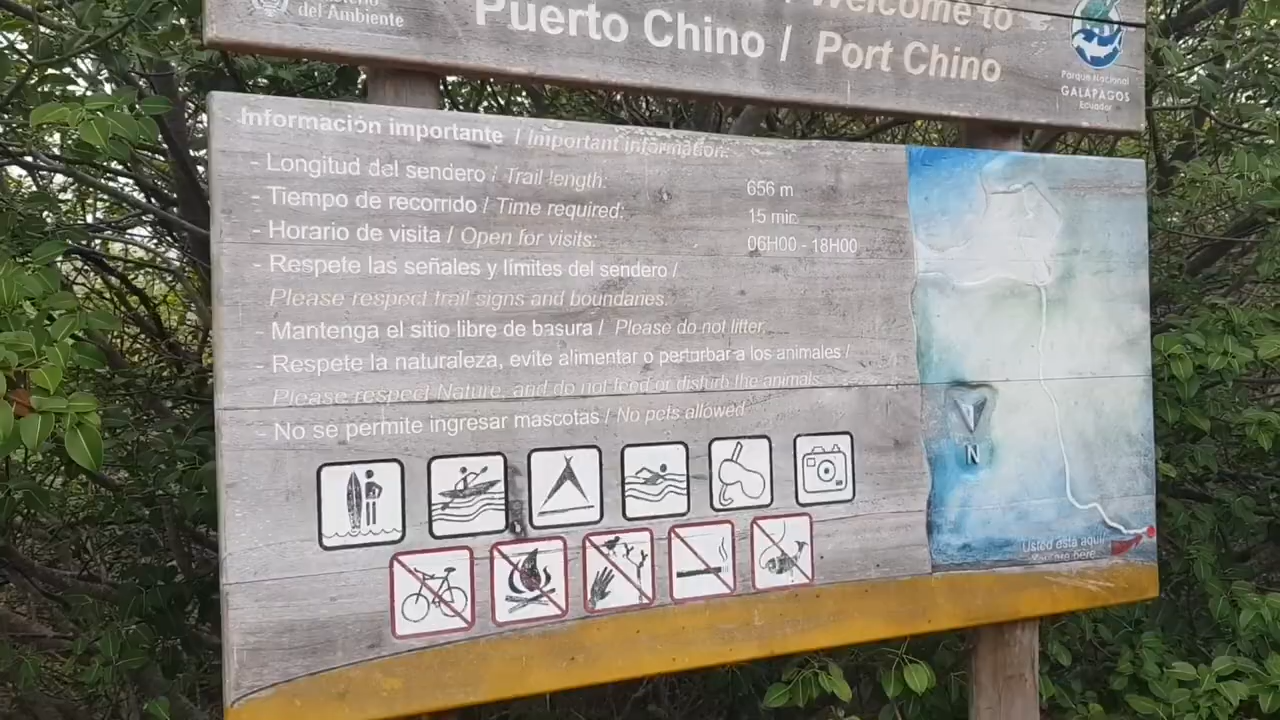 del Ambiente
Welcome to
Puerto Chino / Port Chino
Parque Nacional
GALÁPAGOS
Ecuador
Información importante / Important information:
- Longitud del sendero / Trail length: 656 m
- Tiempo de recorrido / Time required: 15 min
- Horario de visita / Open for visits: 06H00 - 18H00
- Respete las señales y límites del sendero /
Please respect trail signs and boundaries.
- Mantenga el sitio libre de basura / Please do not litter.
- Respete la naturaleza, evite alimentar o perturbar a los animales /
Please respect Nature, and do not feed or disturb the animals.
- No se permite ingresar mascotas / No pets allowed
N
Usted está aquí/
You are here